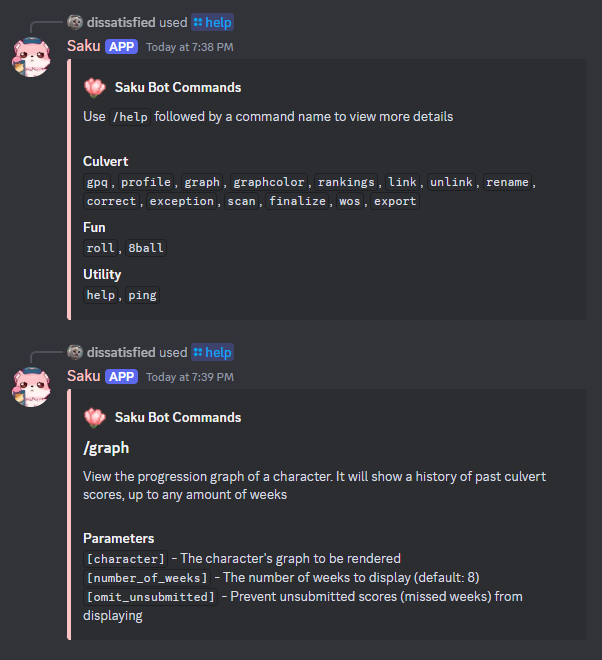 dissatisfied used help
Saku APP Today at 7:38 PM
Saku Bot Commands
Use /help followed by a command name to view more details
Culvert
gpq, profile, graph, graphcolor, rankings, link, unlink, rename,
correct, exception, scan, finalize, wos, export
Fun
roll, 8ball
Utility
help, ping
dissatisfied used help
Saku APP Today at 7:39 PM
Saku Bot Commands
/graph
View the progression graph of a character. It will show a history of past culvert
scores, up to any amount of weeks
Parameters
[character] - The character's graph to be rendered
[number_of_weeks] - The number of weeks to display (default: 8)
[omit_unsubmitted] - Prevent unsubmitted scores (missed weeks) from
displaying